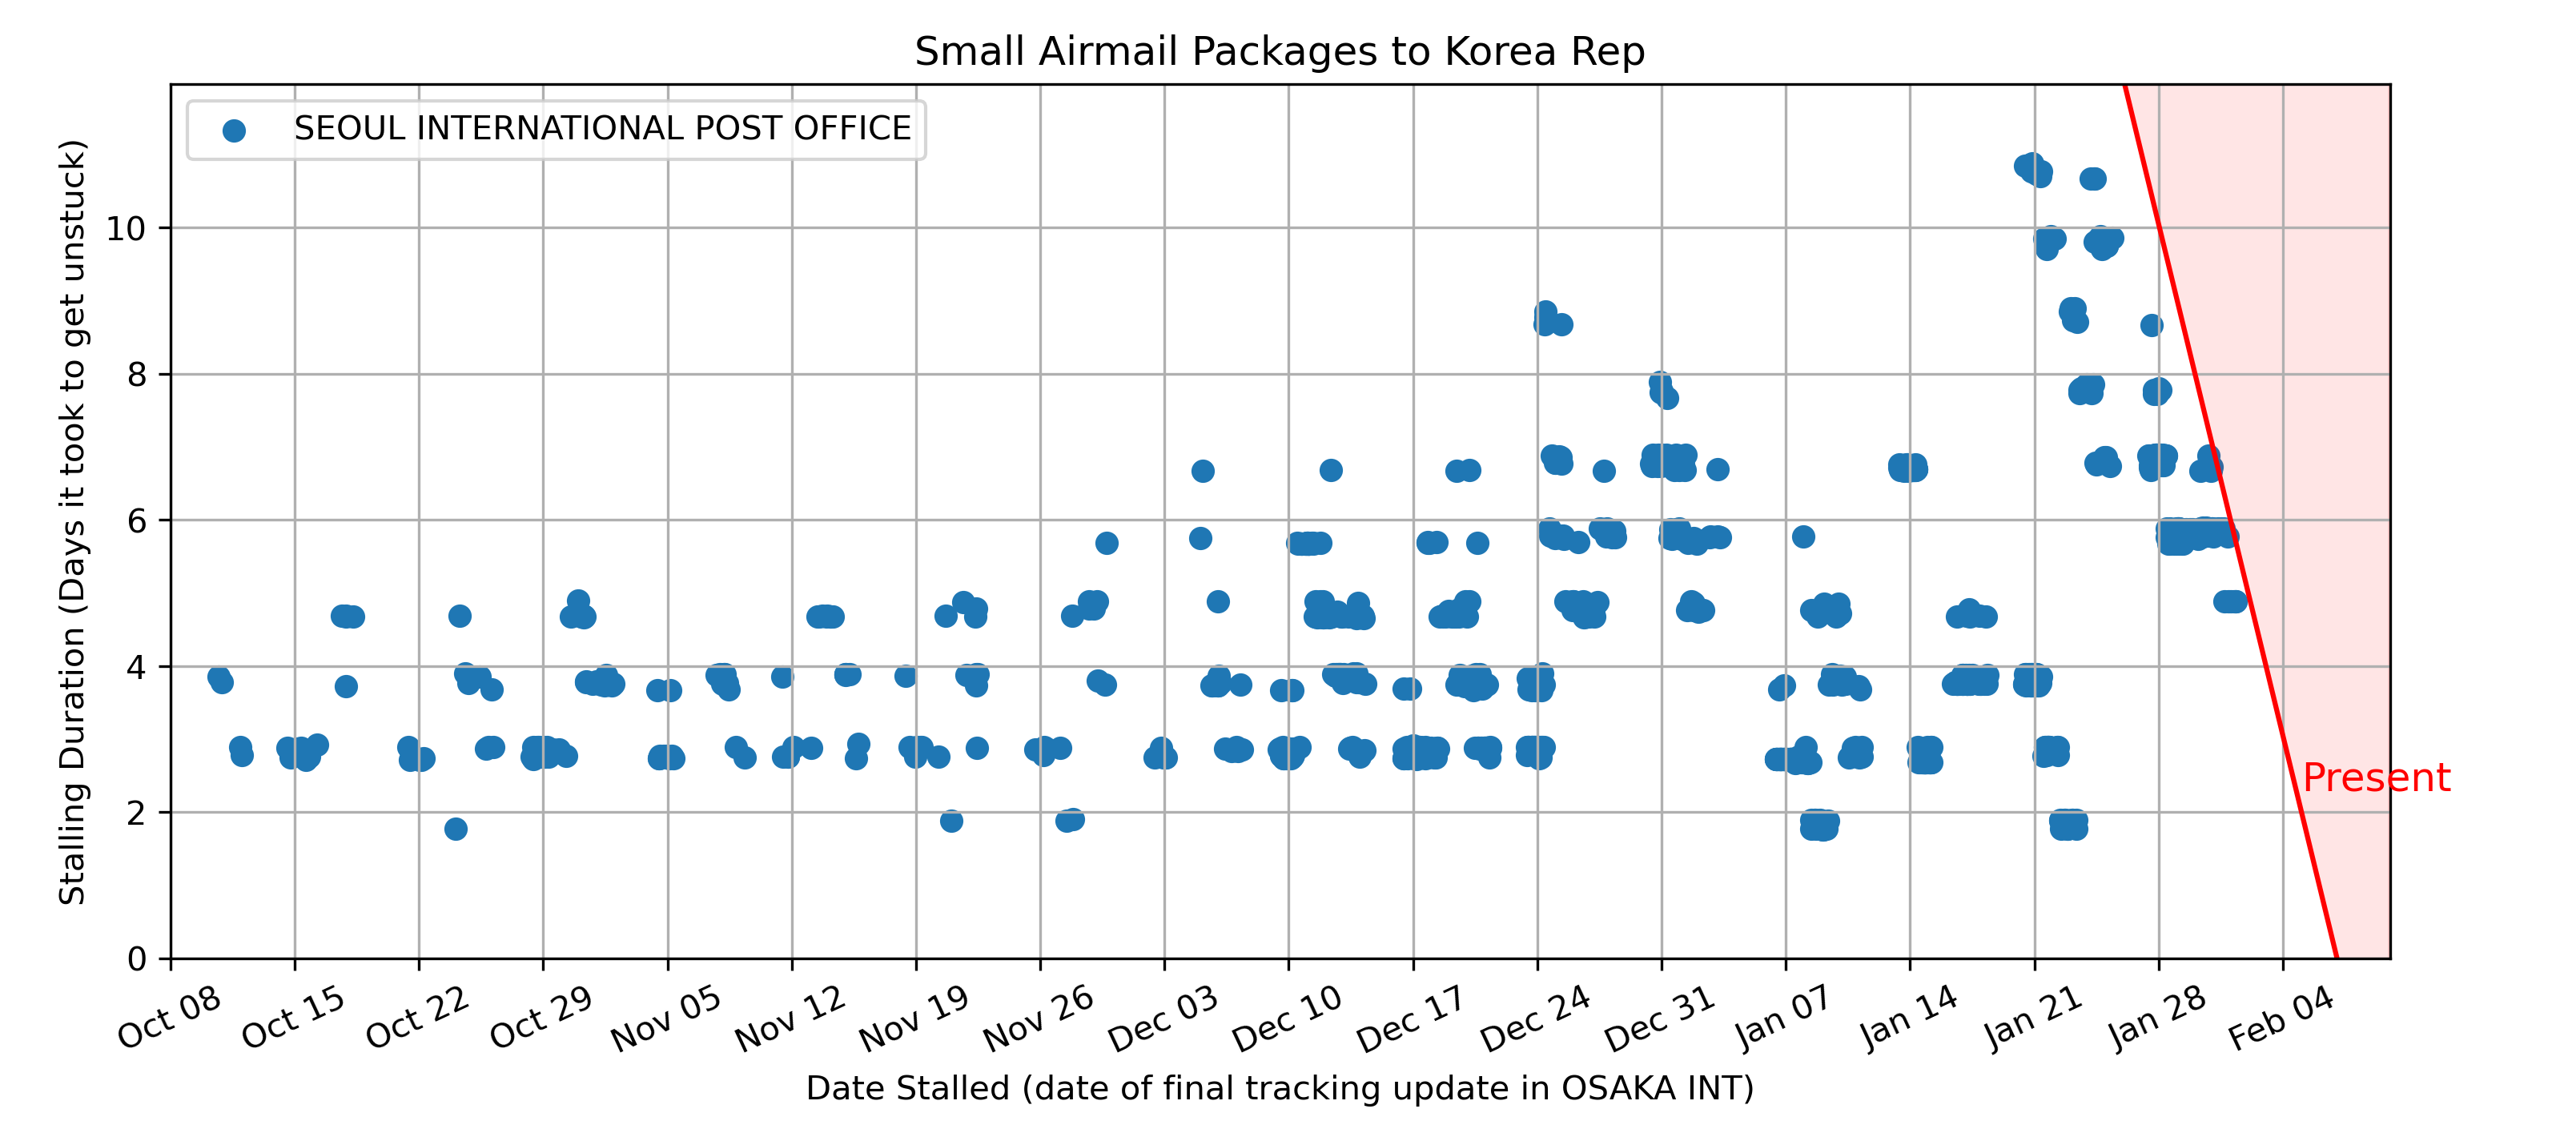 Small Airmail Packages to Korea Rep
SEOUL INTERNATIONAL POST OFFICE
Stalling Duration (Days it took to get unstuck)
10
8
6
4
2
0
Present
Oct 08
Oct 15
Oct 22
Oct 29
Nov 05
Nov 12
Nov 19
Nov 26
Dec 03
Dec 10
Dec 17
Dec 24
Dec 31
Jan 07
Jan 14
Jan 21
Jan 28
Feb 04
Date Stalled (date of final tracking update in OSAKA INT)